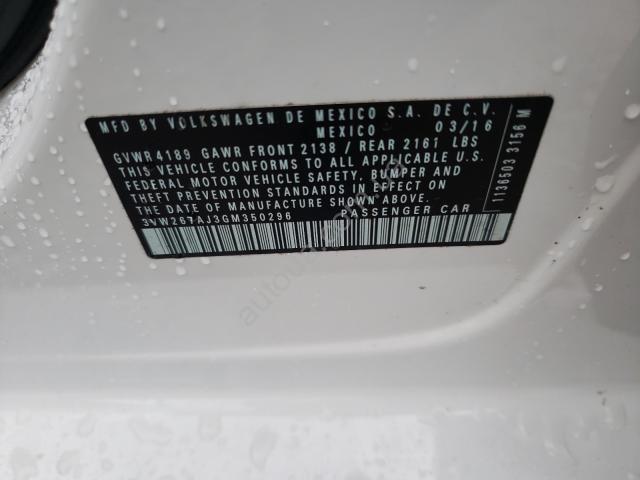 MFD BY VOLKSWAGEN DE MEXICO S.A. DE C.V.
MEXICO 03/16
GVWR 4189 GAWR FRONT 2138 / REAR 2161 LBS
THIS VEHICLE CONFORMS TO ALL APPLICABLE U.S.
FEDERAL MOTOR VEHICLE SAFETY, BUMPER AND
THEFT PREVENTION STANDARDS IN EFFECT ON
THE DATE OF MANUFACTURE SHOWN ABOVE.
3VW267AJ3GM350296 PASSENGER CAR
1136503 3156 M